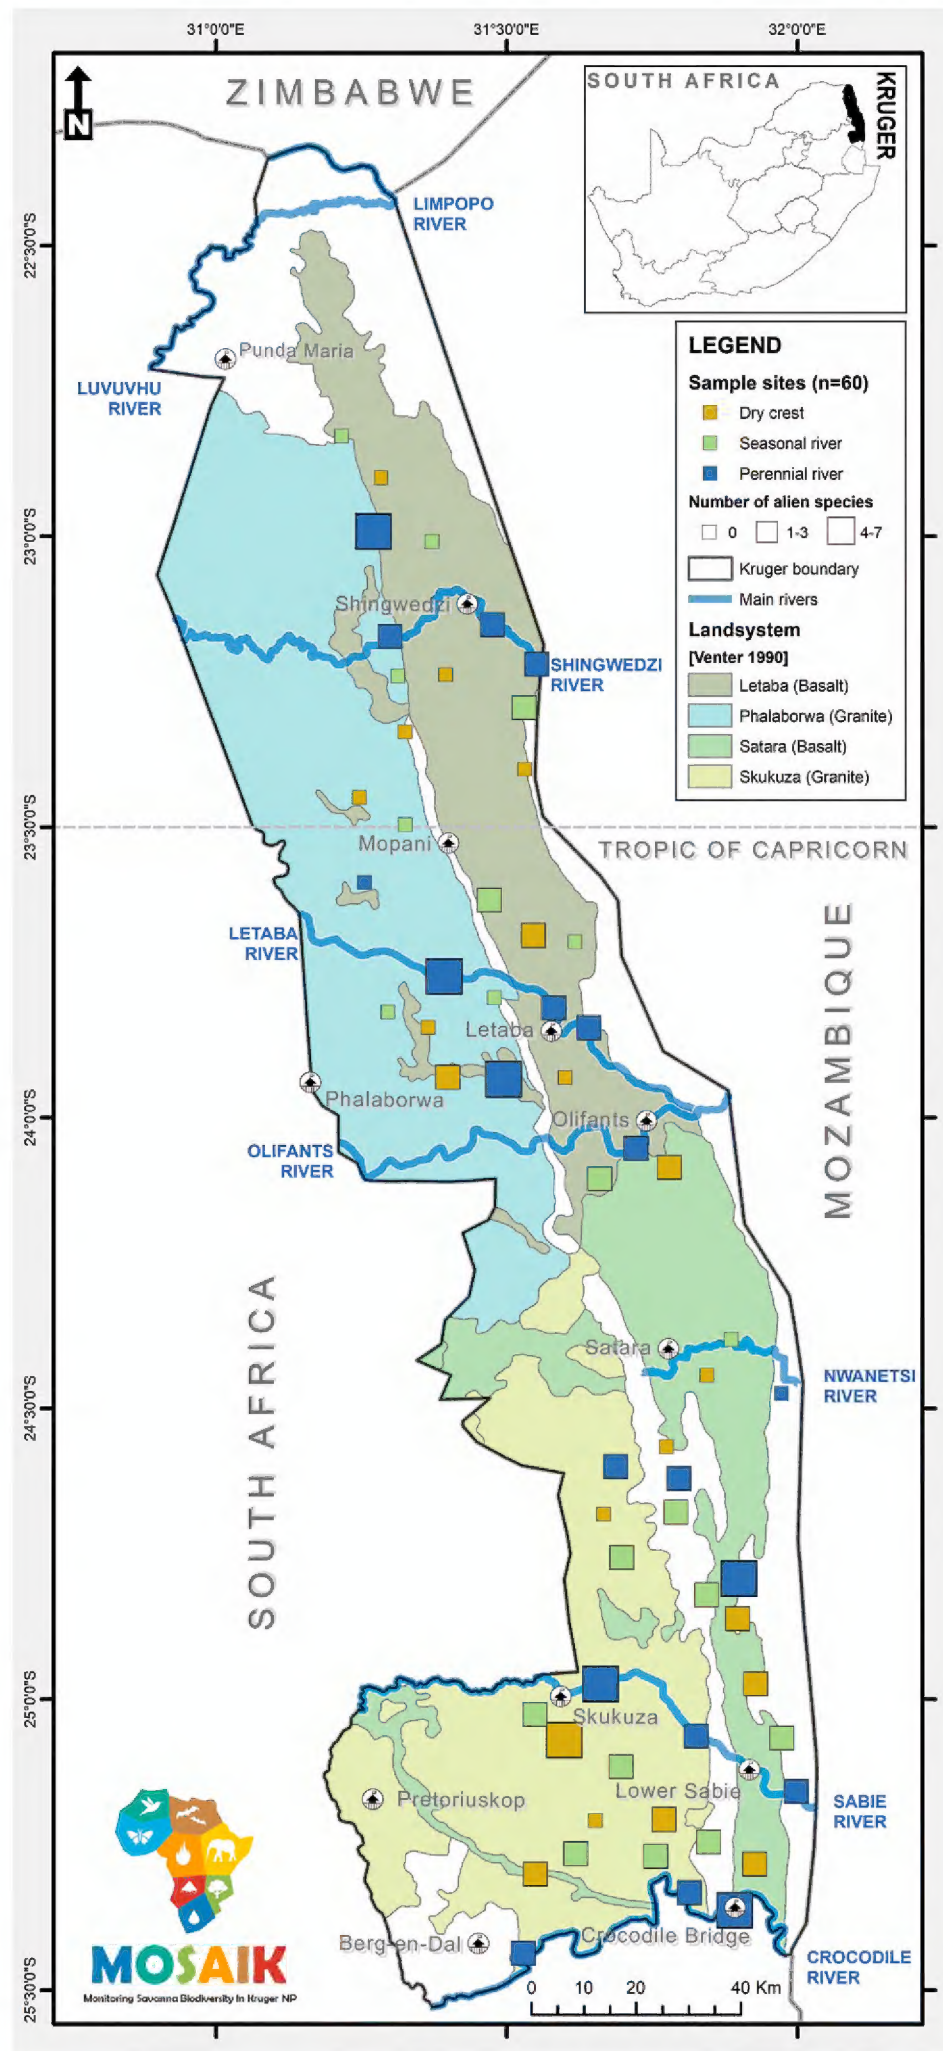 31°0'0"E
31°30'0"E
32°0'0"E
ZIMBABWE
SOUTH AFRICA
KRUGER
N
LIMPOPO
RIVER
22°30'0"S
Punda Maria
LUVUVHU
RIVER
LEGEND
Sample sites (n=60)
Dry crest
Seasonal river
Perennial river
Number of alien species
0 1-3 4-7
Kruger boundary
Main rivers
Landsystem
[Venter 1990]
Letaba (Basalt)
Phalaborwa (Granite)
Satara (Basalt)
Skukuza (Granite)
23°0'0"S
Shingwedzi
SHINGWEDZI
RIVER
23°30'0"S
Mopani
TROPIC OF CAPRICORN
LETABA
RIVER
MOZAMBIQUE
Letaba
Phalaborwa
24°0'0"S
Olifants
OLIFANTS
RIVER
SOUTH AFRICA
Satara
NWANETSI
RIVER
24°30'0"S
25°0'0"S
Skukuza
Lower Sabie
Pretoriuskop
SABIE
RIVER
Crocodile Bridge
Berg-en-Dal
CROCODILE
RIVER
MOSAIK
Monitoring Savanna Biodiversity in Kruger NP
0 10 20 40 Km
25°30'0"S